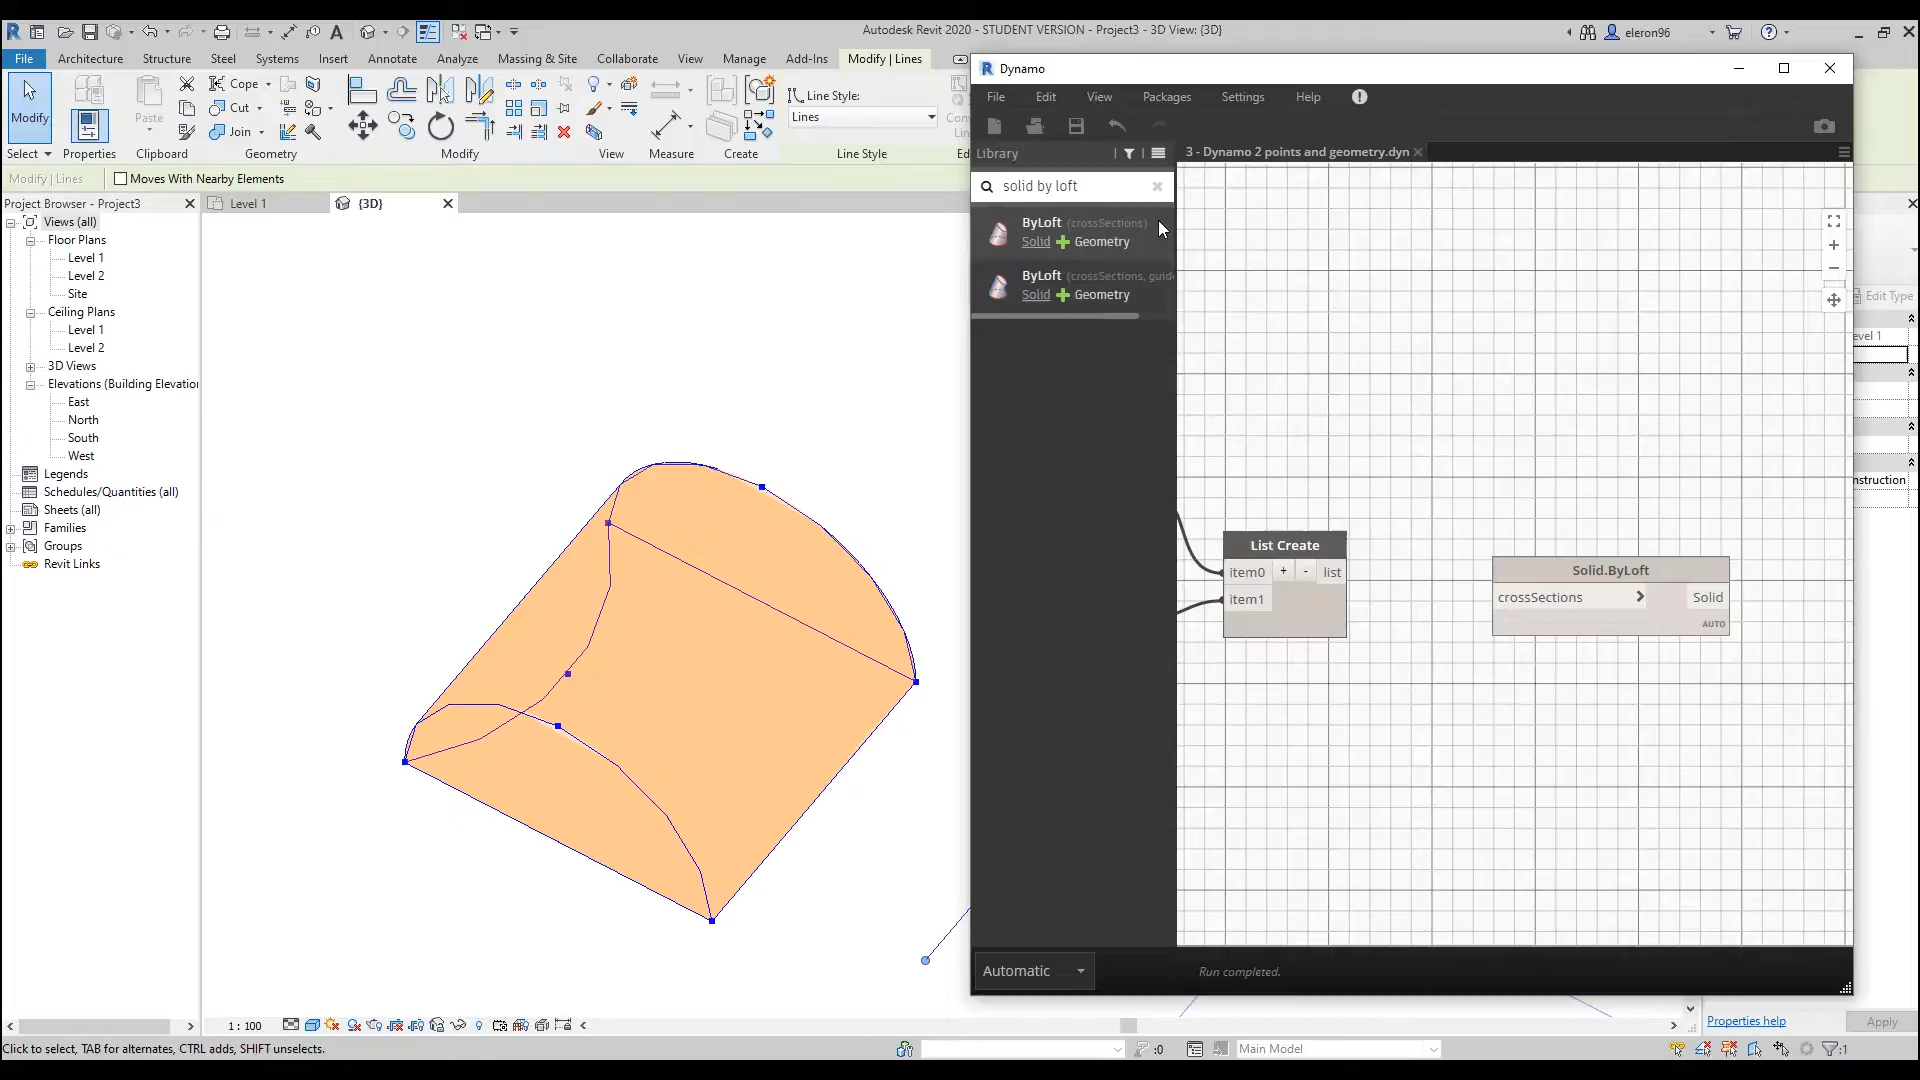 Autodesk Revit 2020 - STUDENT VERSION - Project3 - 3D View: {3D}
eleron96
File Architecture Structure Steel Systems Insert Annotate Analyze Massing & Site Collaborate View Manage Add-Ins Modify | Lines
Modify
Paste
Cope
Cut
Join
Line Style:
Lines
Select Properties Clipboard Geometry Modify View Measure Create Line Style
Modify | Lines Moves With Nearby Elements
Project Browser - Project3
Level 1
{3D}
Views (all)
Floor Plans
Level 1
Level 2
Site
Ceiling Plans
Level 1
Level 2
3D Views
Elevations (Building Elevation
East
North
South
West
Legends
Schedules/Quantities (all)
Sheets (all)
Families
Groups
Revit Links
Dynamo
File Edit View Packages Settings Help
Library
3 - Dynamo 2 points and geometry.dyn
solid by loft
ByLoft (crossSections)
Solid + Geometry
ByLoft (crossSections, guid
Solid + Geometry
List Create
item0 + - list
item1
Solid.ByLoft
crossSections > Solid
AUTO
Automatic
Run completed.
Edit Type
evel 1
nstruction
1 : 100
Properties help
Apply
Click to select, TAB for alternates, CTRL adds, SHIFT unselects.
:0
Main Model
:1